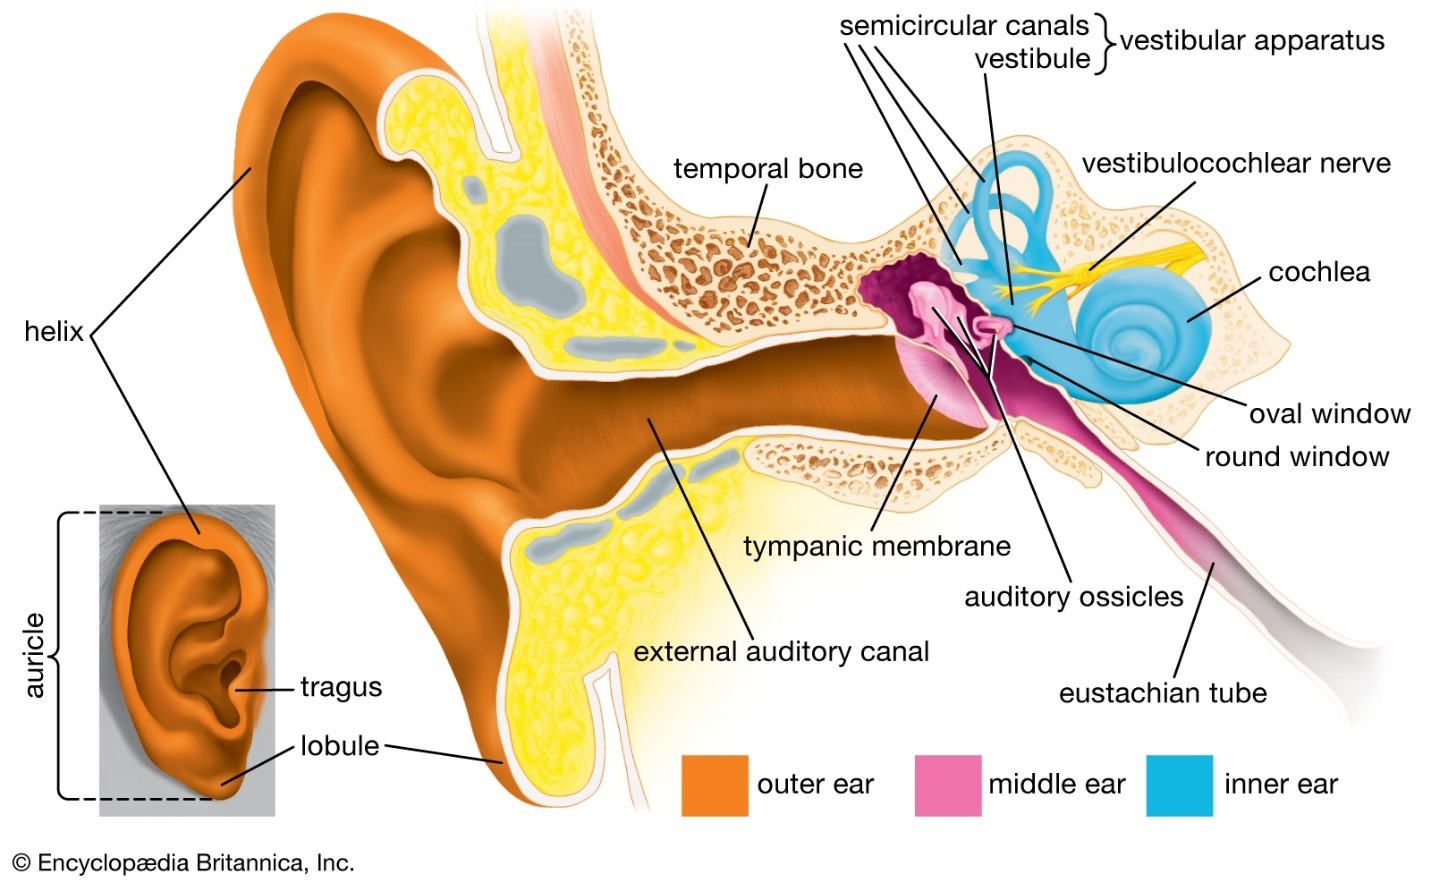 semicircular canals
vestibule
vestibular apparatus
temporal bone
vestibulocochlear nerve
cochlea
helix
oval window
round window
tympanic membrane
auditory ossicles
external auditory canal
eustachian tube
auricle
tragus
lobule
outer ear
middle ear
inner ear
© Encyclopædia Britannica, Inc.